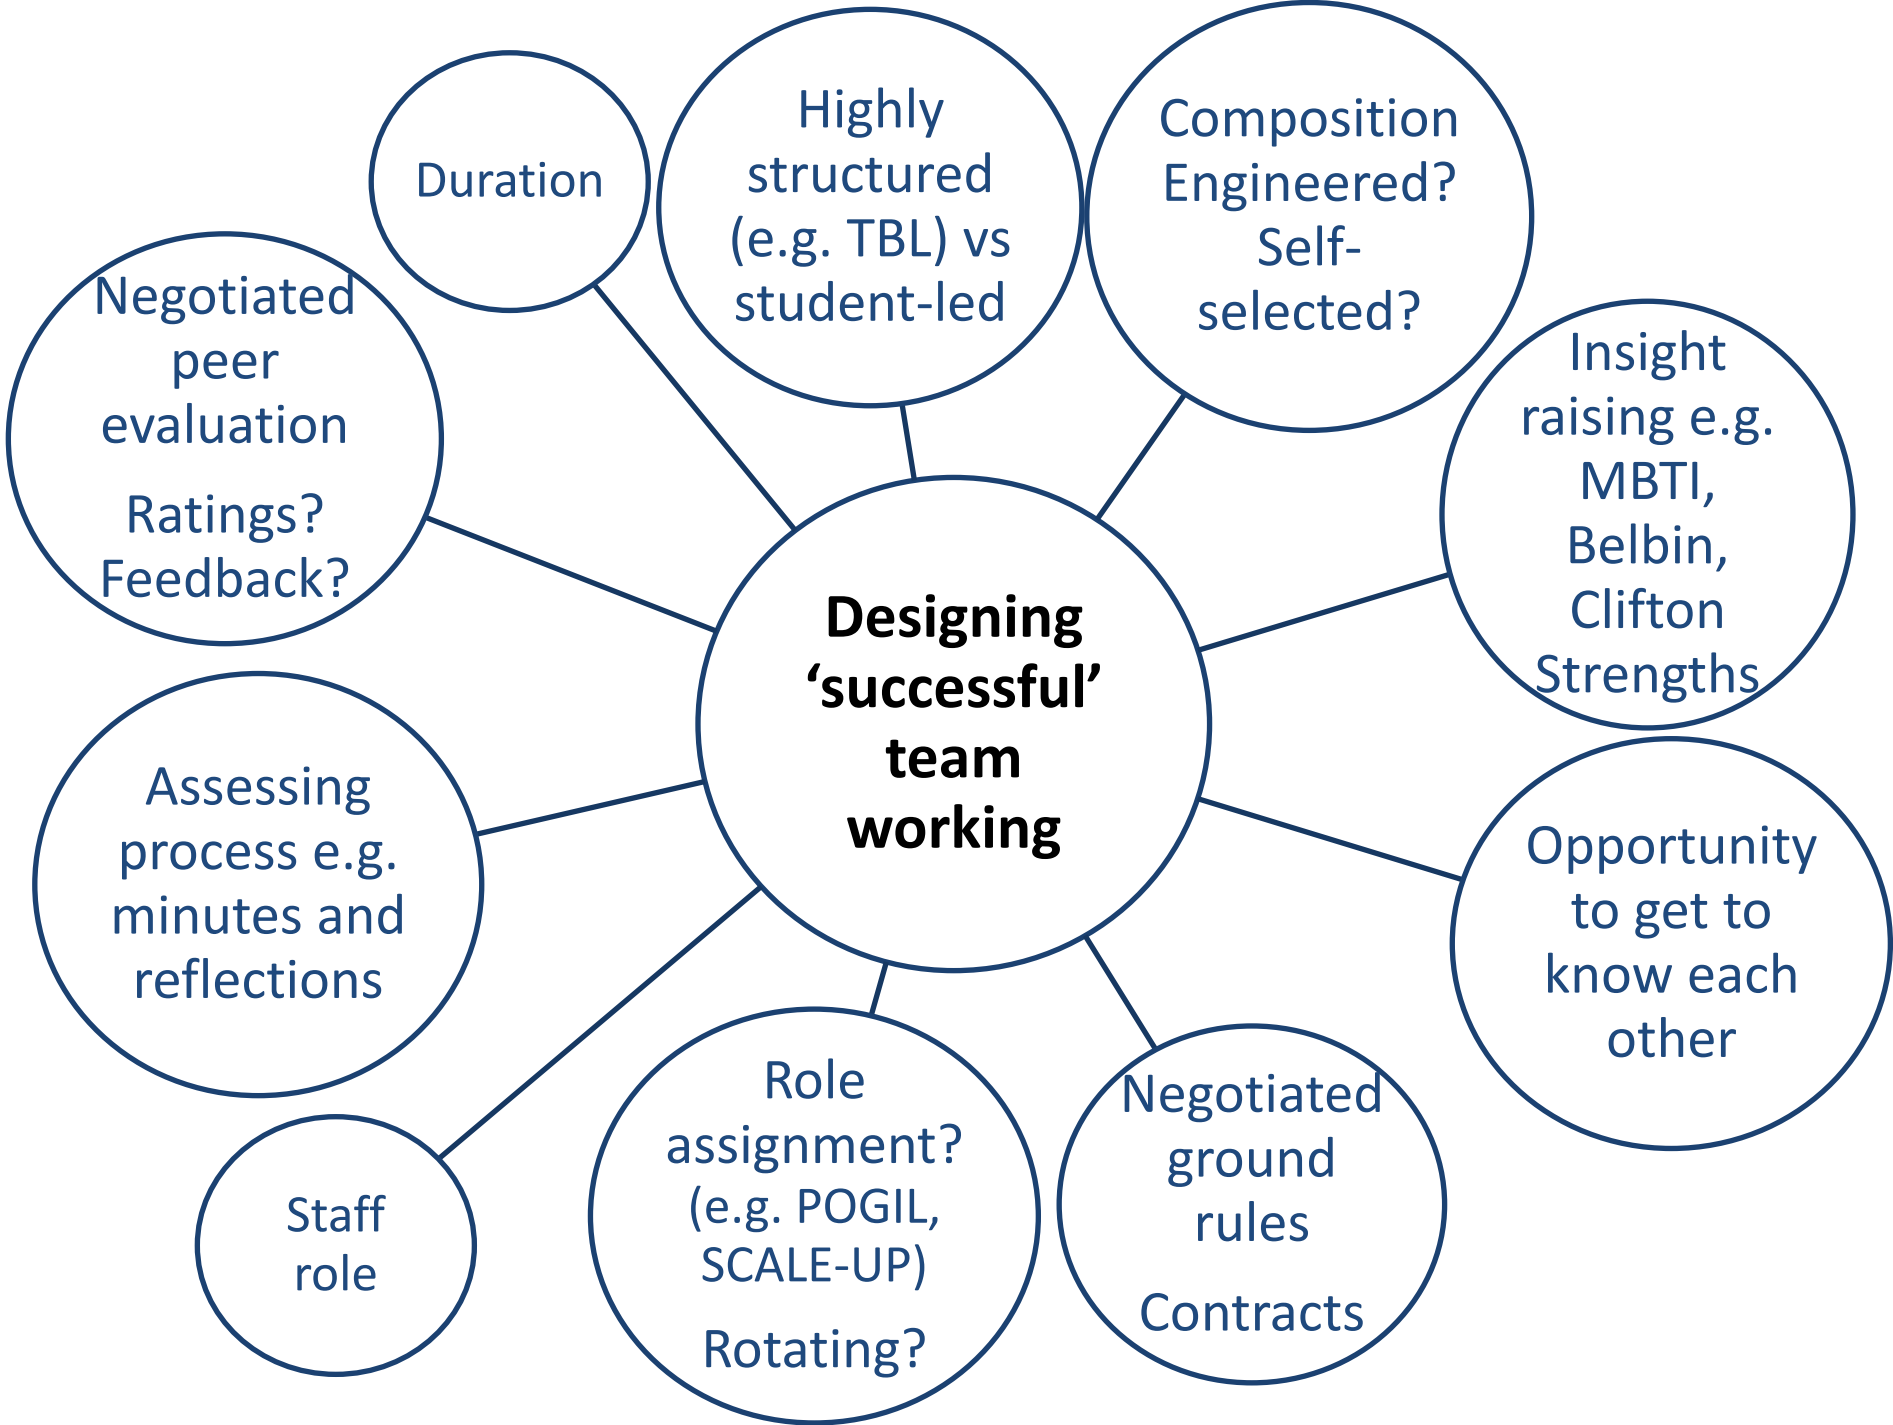 Duration
Highly
structured
(e.g. TBL) vs
student-led
Composition
Engineered?
Self-
selected?
Insight
raising e.g.
MBTI,
Belbin,
Clifton
Strengths
Opportunity
to get to
know each
other
Negotiated
ground
rules
Contracts
Role
assignment?
(e.g. POGIL,
SCALE-UP)
Rotating?
Staff
role
Assessing
process e.g.
minutes and
reflections
Negotiated
peer
evaluation
Ratings?
Feedback?
Designing
‘successful’
team
working